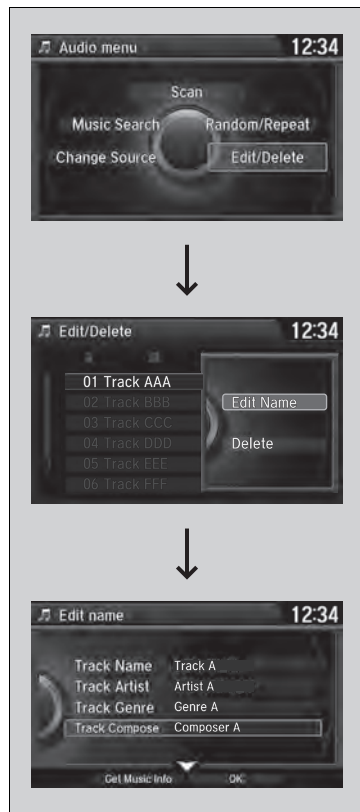 Audio menu 12:34
Scan
Music Search Random/Repeat
Change Source Edit/Delete
Edit/Delete 12:34
01 Track AAA
02 Track BBB Edit Name
03 Track CCC
04 Track DDD Delete
05 Track EEE
06 Track FFF
Edit name 12:34
Track Name Track A
Track Artist Artist A
Track Genre Genre A
Track Compose Composer A
Get Music Info OK